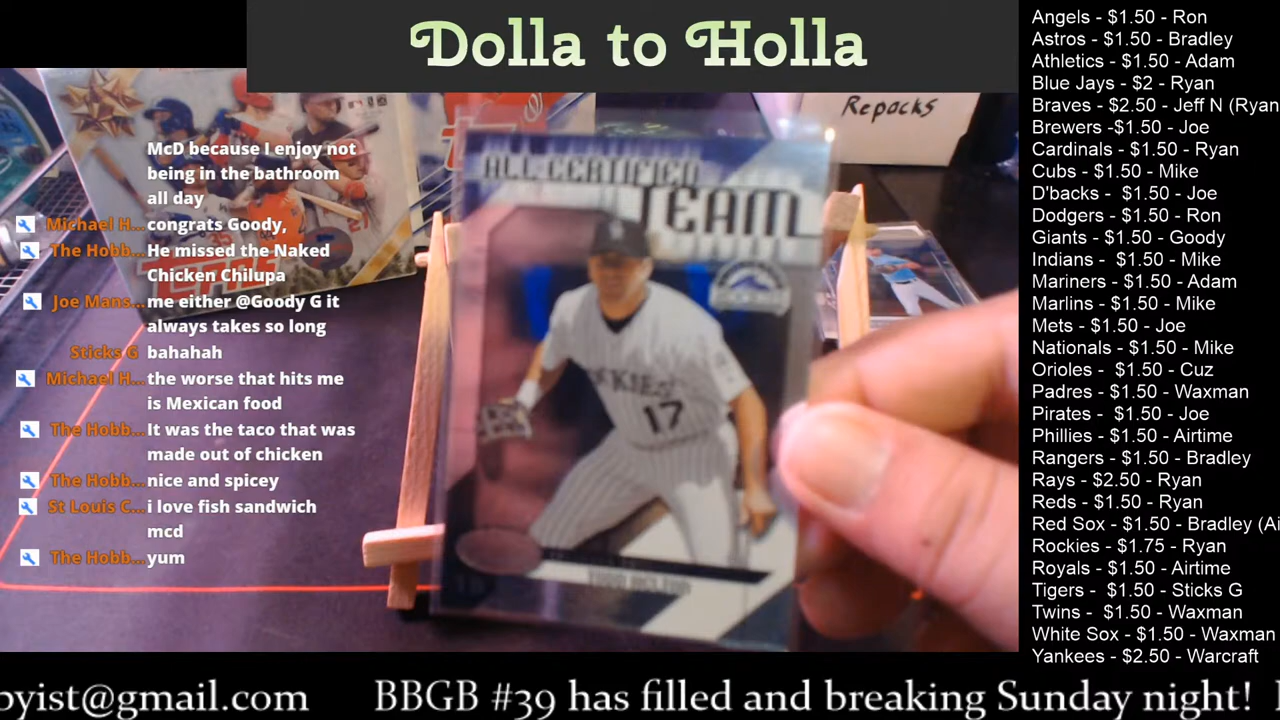 Dolla to Holla
Repacks
ALL CERTIFIED
TEAM
17
McD because I enjoy not
being in the bathroom
all day
Michael H... congrats Goody,
The Hobb... He missed the Naked
Chicken Chilupa
Joe Mans... me either @Goody G it
always takes so long
Sticks G bahahah
Michael H... the worse that hits me
is Mexican food
The Hobb... It was the taco that was
made out of chicken
The Hobb... nice and spicey
St Louis C... i love fish sandwich
mcd
The Hobb... yum
Angels - $1.50 - Ron
Astros - $1.50 - Bradley
Athletics - $1.50 - Adam
Blue Jays - $2 - Ryan
Braves - $2.50 - Jeff N (Ryan
Brewers -$1.50 - Joe
Cardinals - $1.50 - Ryan
Cubs - $1.50 - Mike
D'backs - $1.50 - Joe
Dodgers - $1.50 - Ron
Giants - $1.50 - Goody
Indians - $1.50 - Mike
Mariners - $1.50 - Adam
Marlins - $1.50 - Mike
Mets - $1.50 - Joe
Nationals - $1.50 - Mike
Orioles - $1.50 - Cuz
Padres - $1.50 - Waxman
Pirates - $1.50 - Joe
Phillies - $1.50 - Airtime
Rangers - $1.50 - Bradley
Rays - $2.50 - Ryan
Reds - $1.50 - Ryan
Red Sox - $1.50 - Bradley (Ai
Rockies - $1.75 - Ryan
Royals - $1.50 - Airtime
Tigers - $1.50 - Sticks G
Twins - $1.50 - Waxman
White Sox - $1.50 - Waxman
Yankees - $2.50 - Warcraft
byist@gmail.com BBGB #39 has filled and breaking Sunday night!